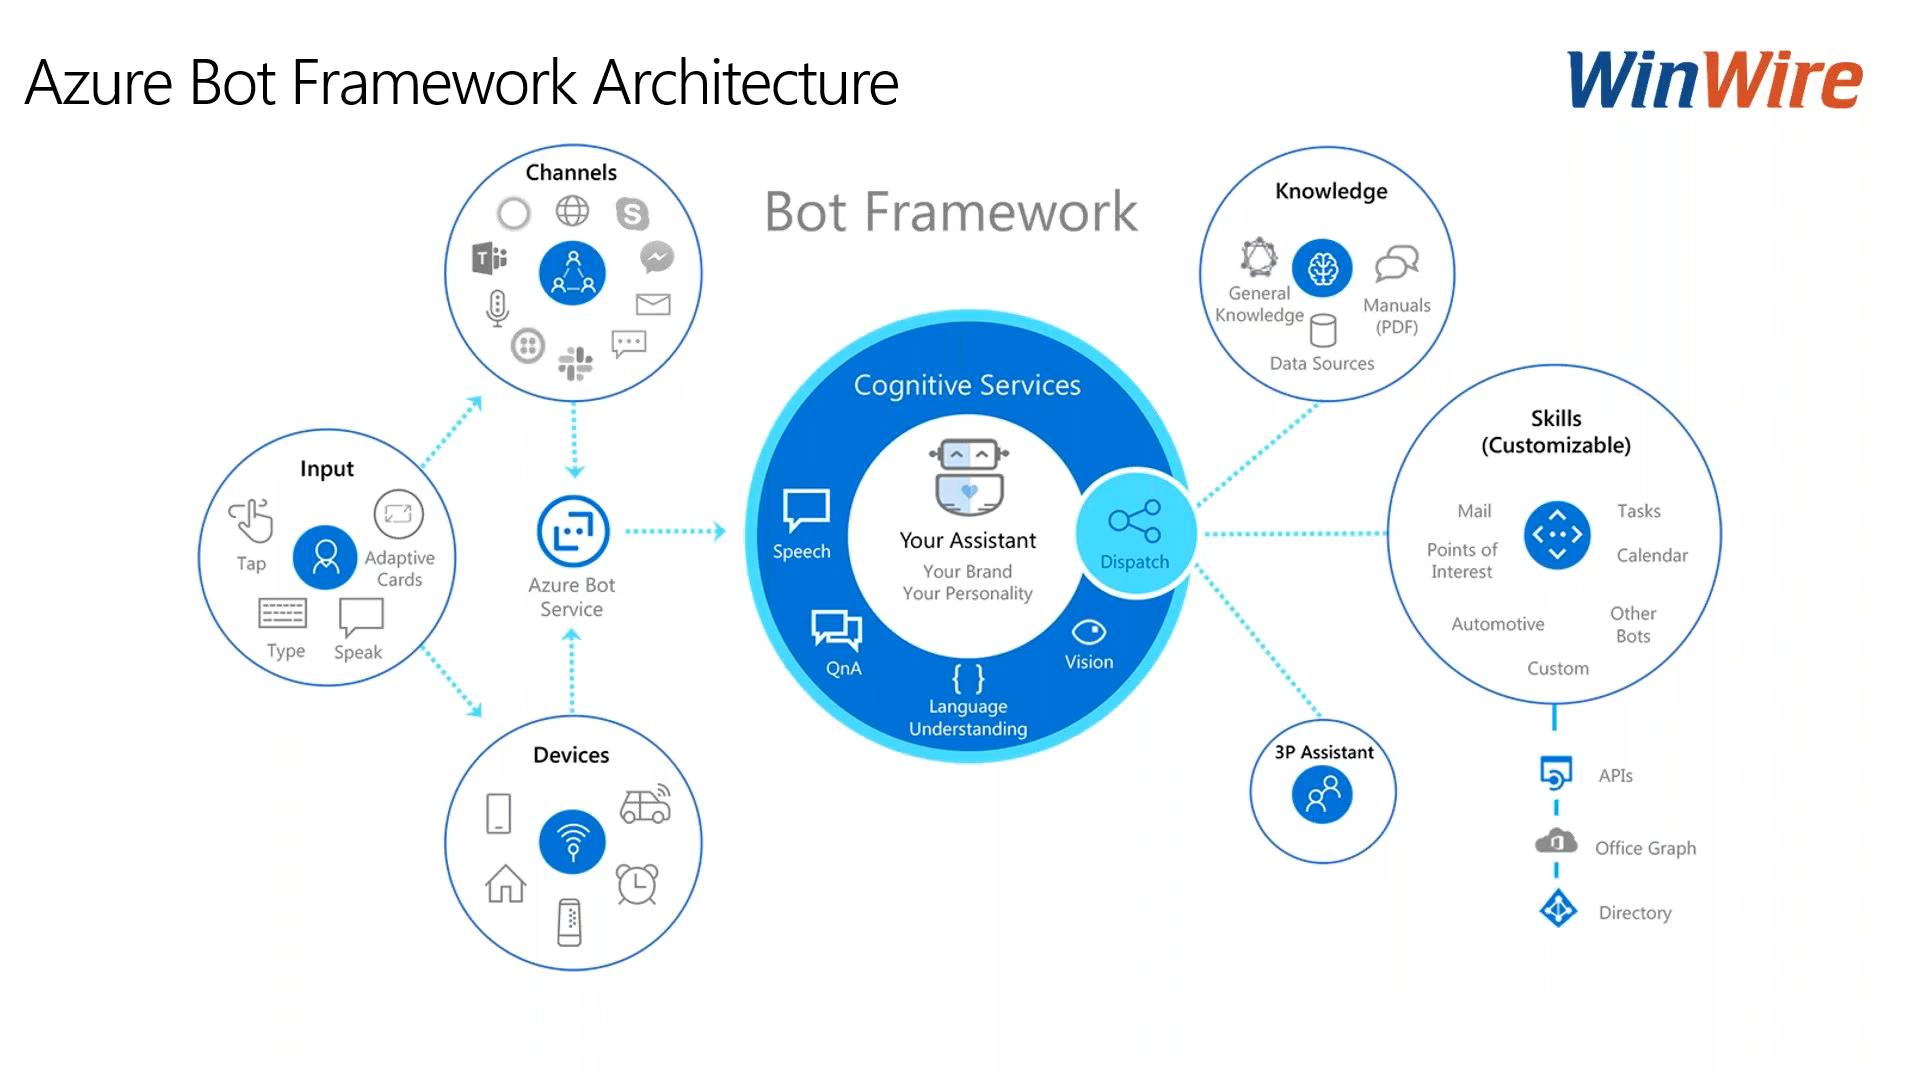 Azure Bot Framework Architecture
WinWire
Channels
Bot Framework
Knowledge
General
Knowledge
Manuals
(PDF)
Data Sources
Input
Tap
Adaptive
Cards
Type
Speak
Azure Bot
Service
Cognitive Services
Speech
Your Assistant
Your Brand
Your Personality
Dispatch
QnA
Vision
{ }
Language
Understanding
Skills
(Customizable)
Mail
Tasks
Points of
Interest
Calendar
Automotive
Other
Bots
Custom
Devices
3P Assistant
APIs
Office Graph
Directory